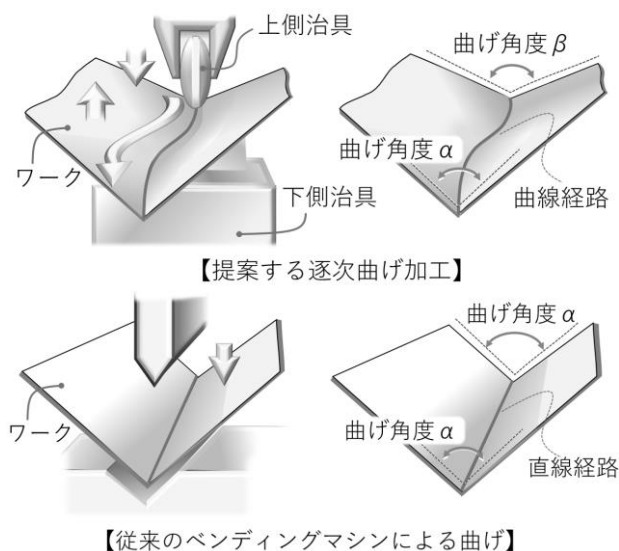 上側治具
曲げ角度 β
曲げ角度 α
ワーク
下側治具
曲線経路
【提案する逐次曲げ加工】
曲げ角度 α
ワーク
曲げ角度 α
直線経路
【従来のベンディングマシンによる曲げ】